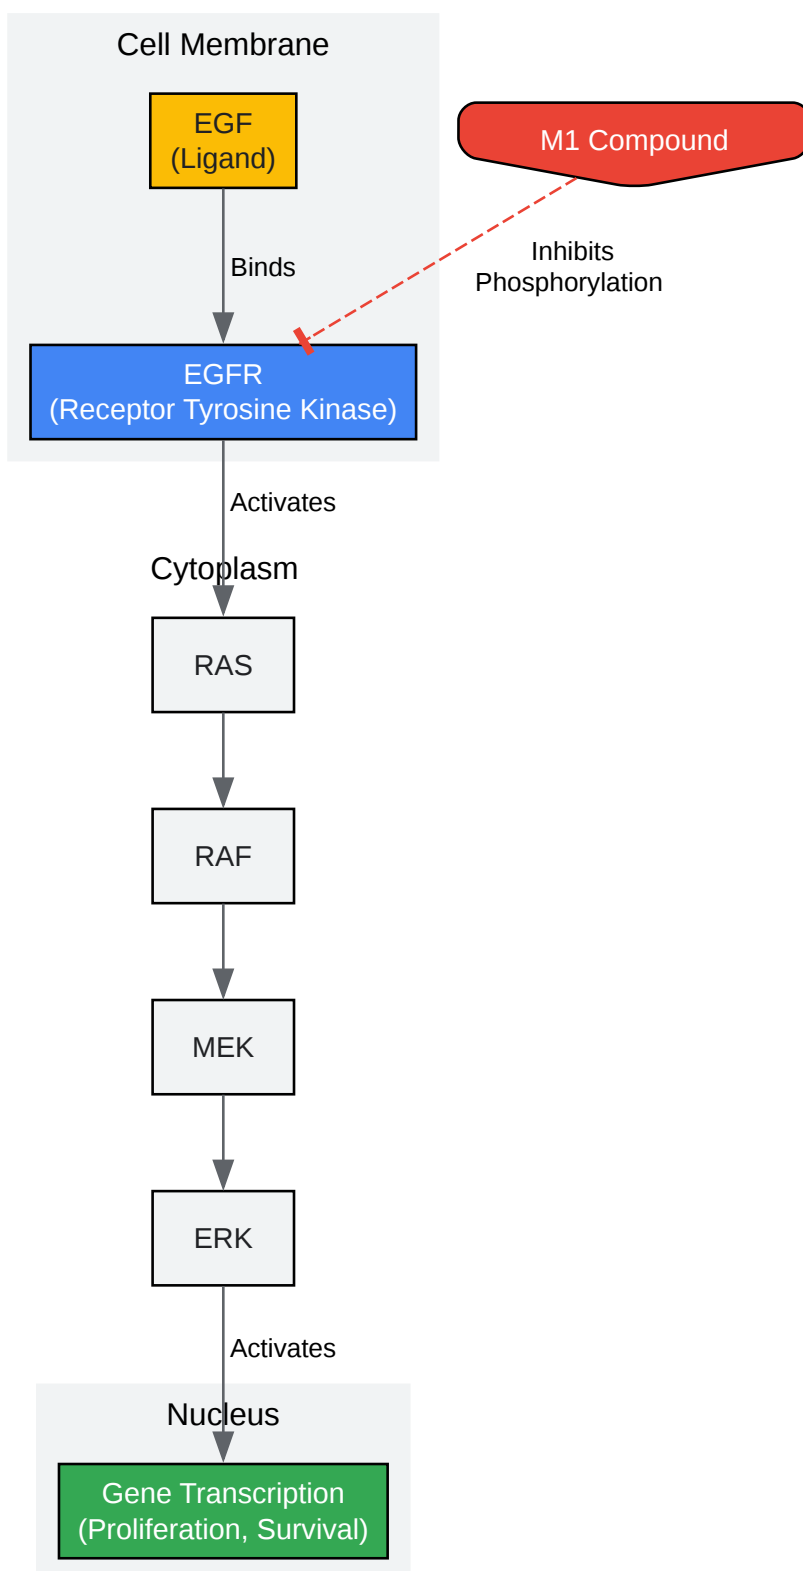 Cell Membrane
EGF
(Ligand)
M1 Compound
Binds
Inhibits
Phosphorylation
EGFR
(Receptor Tyrosine Kinase)
Activates
Cytoplasm
RAS
RAF
MEK
ERK
Activates
Nucleus
Gene Transcription
(Proliferation, Survival)